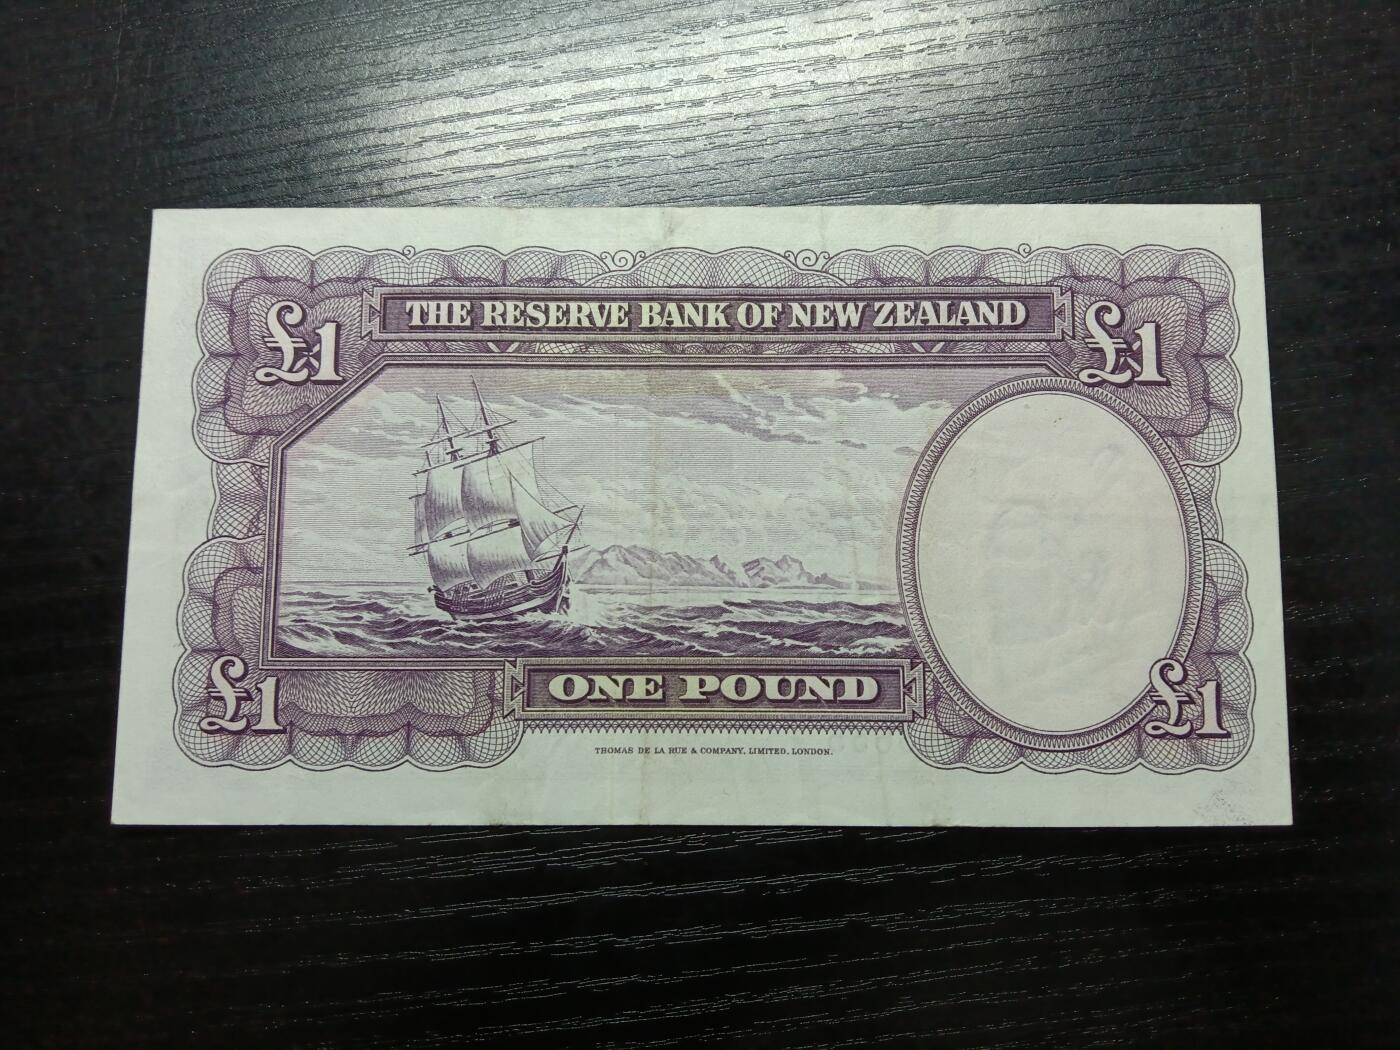 THE RESERVE BANK OF NEW ZEALAND
£1
£1
£1
ONE POUND
£1
THOMAS DE LA RUE & COMPANY, LIMITED, LONDON.